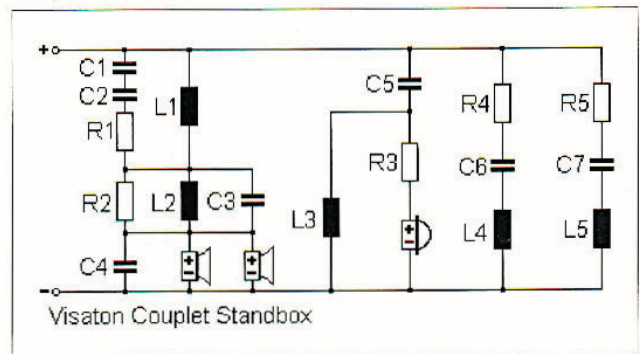 +
C1
C2
R1
L1
C5
R4
R5
R2
L2
C3
L3
R3
C6
C7
C4
+
-
+
-
+
-
L4
L5
-
Visaton Couplet Standbox